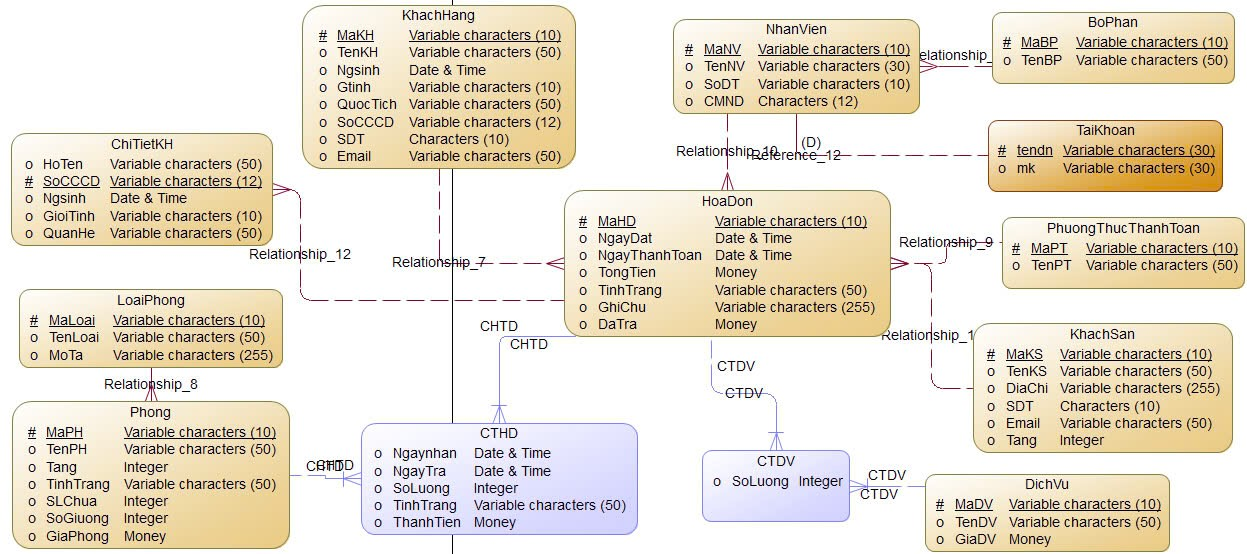 KhachHang
# MaKH Variable characters (10)
o TenKH Variable characters (50)
o Ngsinh Date & Time
o Gtinh Variable characters (10)
o QuocTich Variable characters (50)
o SoCCCD Variable characters (12)
o SDT Characters (10)
o Email Variable characters (50)
NhanVien
# MaNV Variable characters (10)
o TenNV Variable characters (30)
o SoDT Variable characters (10)
o CMND Characters (12)
elationship_
BoPhan
# MaBP Variable characters (10)
o TenBP Variable characters (50)
ChiTietKH
o HoTen Variable characters (50)
# SoCCCD Variable characters (12)
o Ngsinh Date & Time
o GioiTinh Variable characters (10)
o QuanHe Variable characters (50)
Relationship_10
(D)
Reference_12
TaiKhoan
# tendn Variable characters (30)
o mk Variable characters (30)
HoaDon
# MaHD Variable characters (10)
o NgayDat Date & Time
o NgayThanhToan Date & Time
o TongTien Money
o TinhTrang Variable characters (50)
o GhiChu Variable characters (255)
o DaTra Money
Relationship_12
Relationship_7
Relationship_9
PhuongThucThanhToan
# MaPT Variable characters (10)
o TenPT Variable characters (50)
LoaiPhong
# MaLoai Variable characters (10)
o TenLoai Variable characters (50)
o MoTa Variable characters (255)
Relationship_8
CHTD
CHTD
Relationship_1
KhachSan
# MaKS Variable characters (10)
o TenKS Variable characters (50)
o DiaChi Variable characters (255)
o SDT Characters (10)
o Email Variable characters (50)
o Tang Integer
CTDV
CTDV
Phong
# MaPH Variable characters (10)
o TenPH Variable characters (50)
o Tang Integer
o TinhTrang Variable characters (50)
o SLChua Integer
o SoGiuong Integer
o GiaPhong Money
CTHD
o Ngaynhan Date & Time
o NgayTra Date & Time
o SoLuong Integer
o TinhTrang Variable characters (50)
o ThanhTien Money
CTDV
o SoLuong Integer
CTDV
CTDV
DichVu
# MaDV Variable characters (10)
o TenDV Variable characters (50)
o GiaDV Money